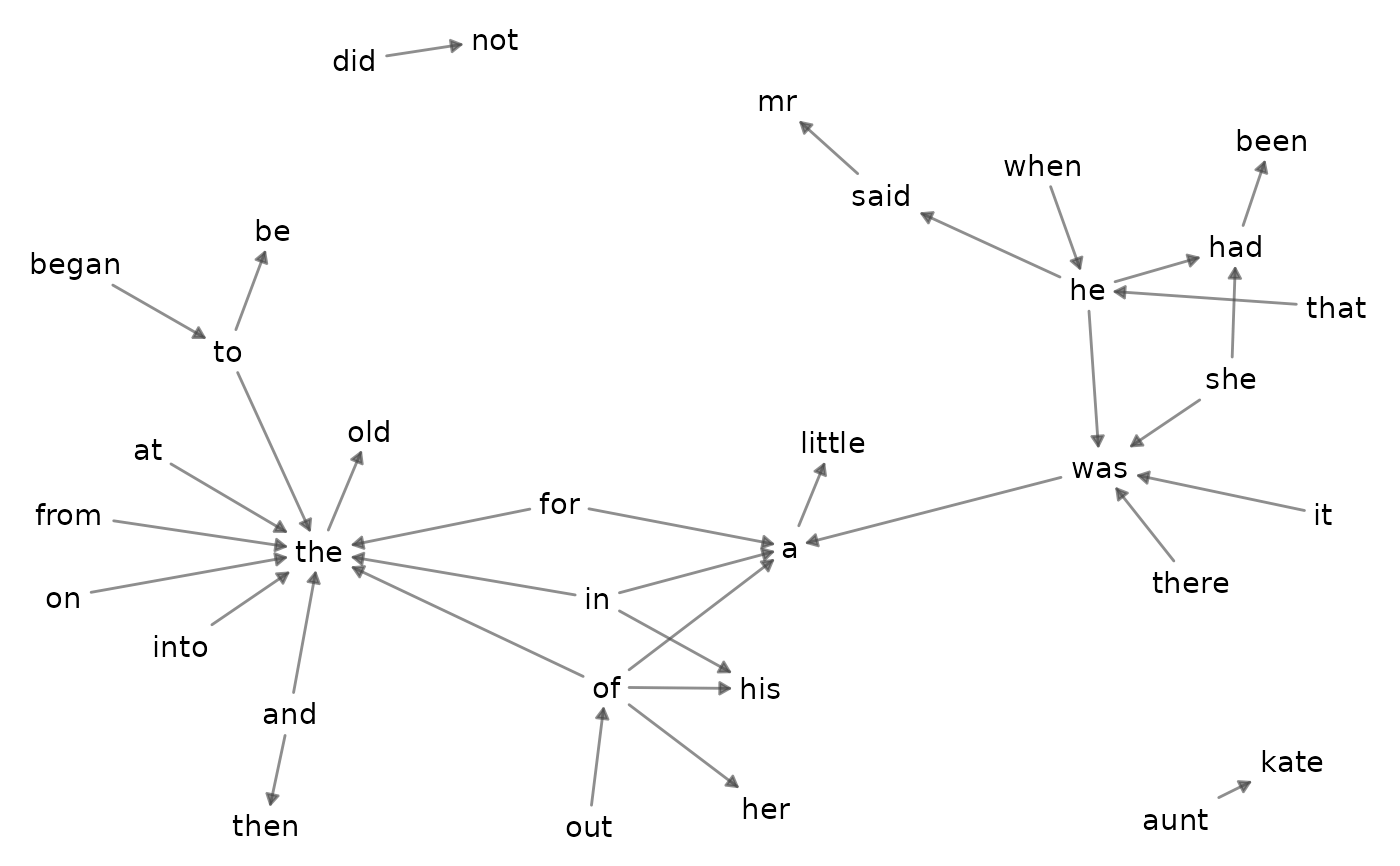 not
did
mr
been
when
said
be
had
began
he
that
to
she
old
little
at
was
for
from
it
the
a
there
on
in
into
of
his
and
kate
her
aunt
then
out